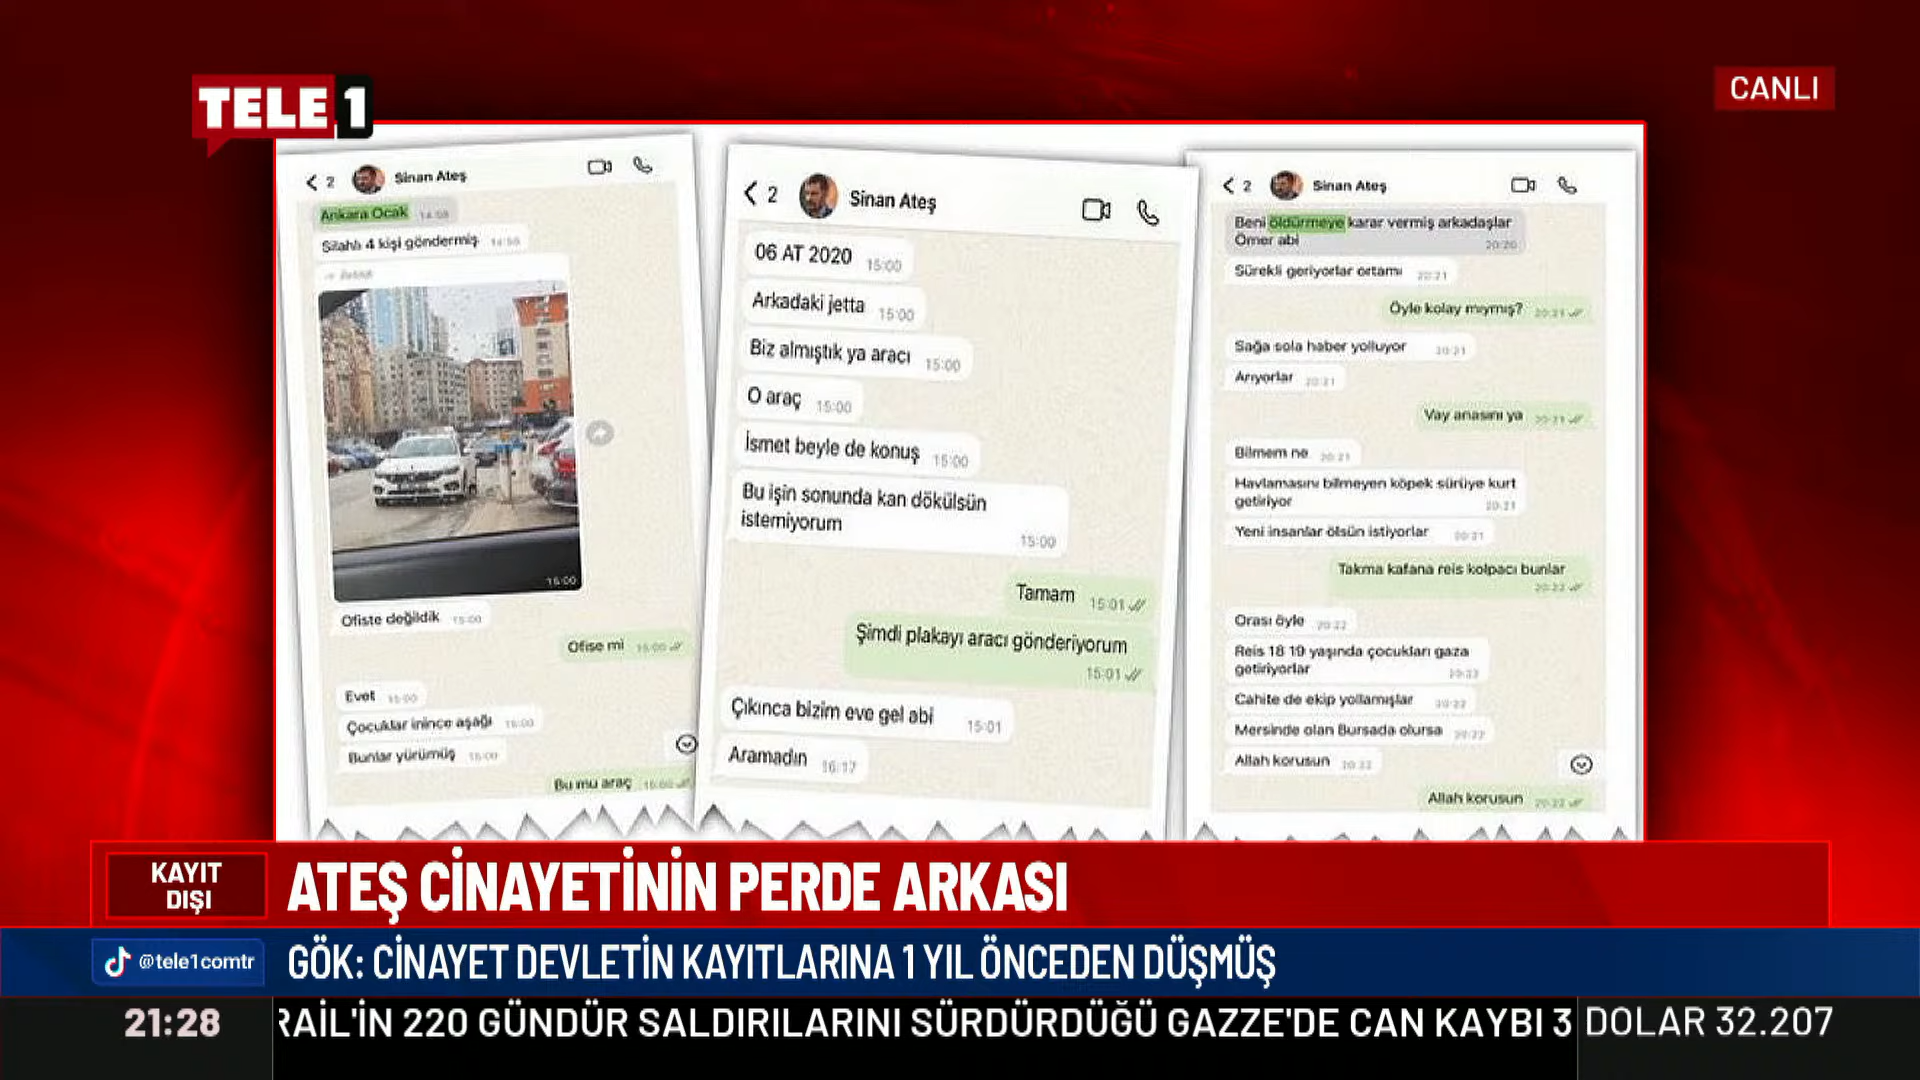 TELE 1
CANLI
2 Sinan Ateş
Ankara Ocak 14:59
Silahlı 4 kişi göndermiş 14:59
15:00
Ofiste değildik 15:00
Ofise mi 15:00
Evet 15:00
Çocuklar inince aşağı 15:00
Bunlar yürümüş 15:00
Bu mu araç 15:00
2 Sinan Ateş
06 AT 2020 15:00
Arkadaki jetta 15:00
Biz almıştık ya aracı 15:00
O araç 15:00
İsmet beyle de konuş 15:00
Bu işin sonunda kan dökülsün
istemiyorum
15:00
Tamam 15:01
Şimdi plakayı aracı gönderiyorum
15:01
Çıkınca bizim eve gel abi 15:01
Aramadın 16:17
2 Sinan Ateş
Beni öldürmeye karar vermiş arkadaşlar
Ömer abi 20:20
Sürekli geriyorlar ortamı 20:21
Öyle kolay mıymış? 20:21
Sağa sola haber yolluyor 20:21
Arıyorlar 20:21
Vay anasını ya 20:21
Bilmem ne 20:21
Havlamasını bilmeyen köpek sürüye kurt
getiriyor 20:21
Yeni insanlar ölsün istiyorlar 20:21
Takma kafana reis kolpacı bunlar
20:22
Orası öyle 20:22
Reis 18 19 yaşında çocukları gaza
getiriyorlar 20:22
Cahite de ekip yollamışlar 20:22
Mersinde olan Bursada olursa 20:22
Allah korusun 20:22
Allah korusun 20:22
KAYIT
DIŞI
ATEŞ CİNAYETİNİN PERDE ARKASI
@tele1comtr
GÖK: CİNAYET DEVLETİN KAYITLARINA 1 YIL ÖNCEDEN DÜŞMÜŞ
21:28
RAİL'İN 220 GÜNDÜR SALDIRILARINI SÜRDÜRDÜĞÜ GAZZE'DE CAN KAYBI 3
DOLAR 32.207